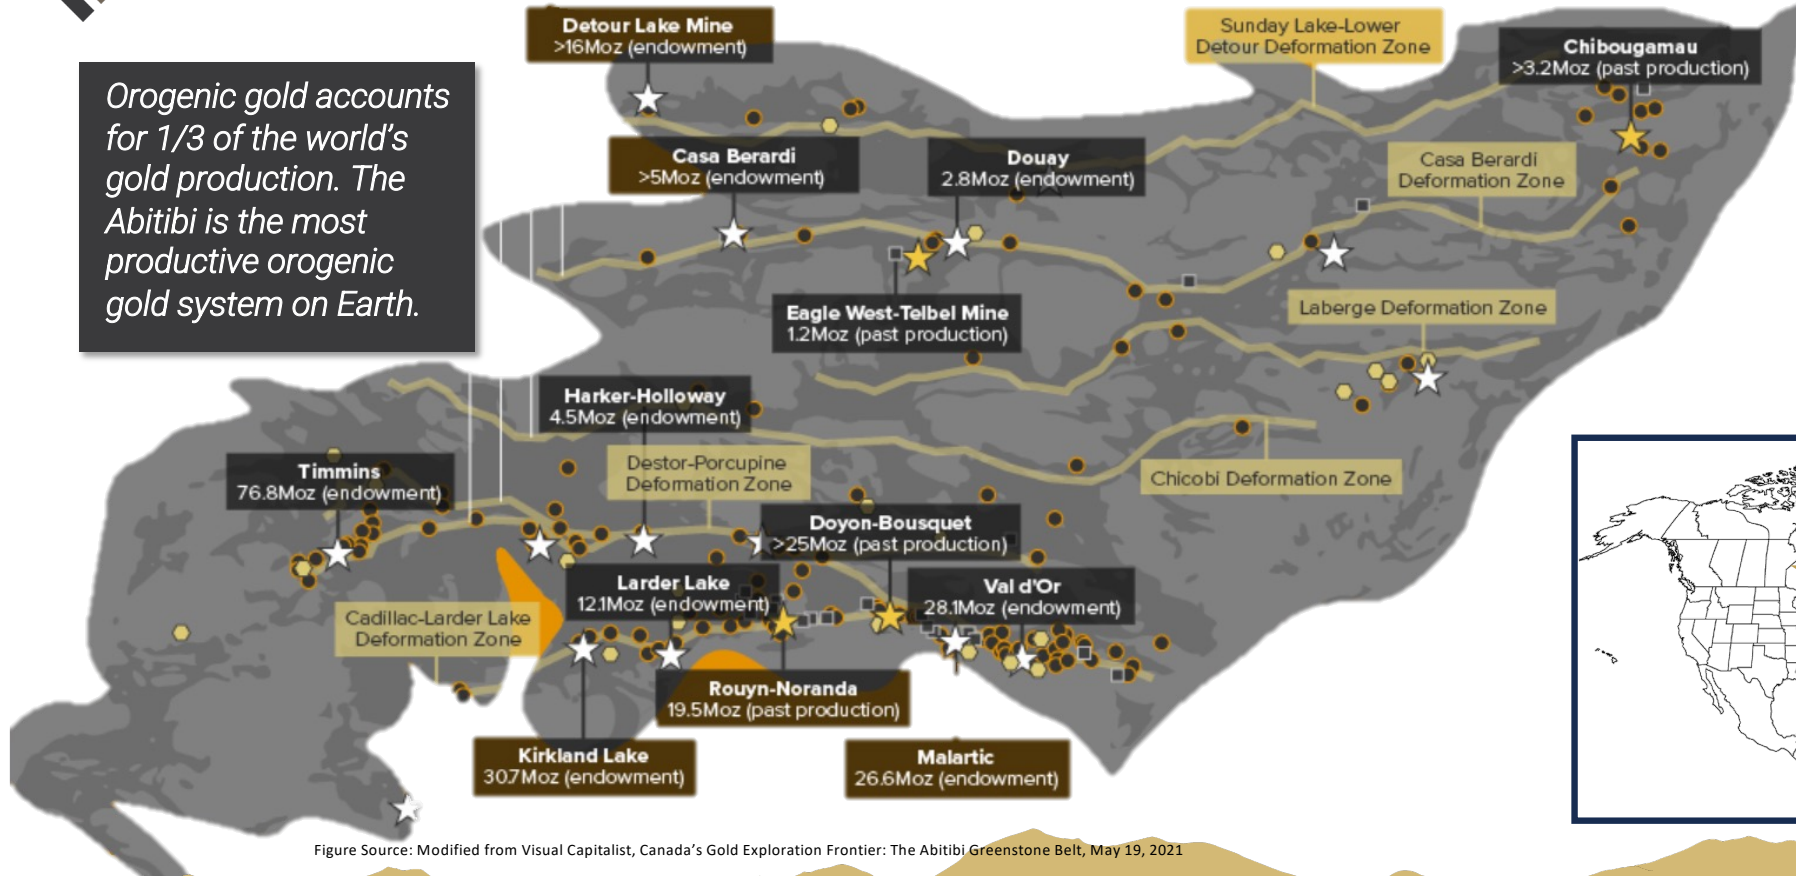 Orogenic gold accounts
for 1/3 of the world's
gold production. The
Abitibi is the most
productive orogenic
gold system on Earth.
Detour Lake Mine
>16Moz (endowment)
Sunday Lake-Lower
Detour Deformation Zone
Chibougamau
>3.2Moz (past production)
Casa Berardi
>5Moz (endowment)
Douay
2.8Moz (endowment)
Casa Berardi
Deformation Zone
Eagle West-Telbel Mine
1.2Moz (past production)
Laberge Deformation Zone
Harker-Holloway
4.5Moz (endowment)
Timmins
76.8Moz (endowment)
Destor-Porcupine
Deformation Zone
Chicobi Deformation Zone
Doyon-Bousquet
>25Moz (past production)
Larder Lake
12.1Moz (endowment)
Val d'Or
28.1Moz (endowment)
Cadillac-Larder Lake
Deformation Zone
Rouyn-Noranda
19.5Moz (past production)
Kirkland Lake
30.7Moz (endowment)
Malartic
26.6Moz (endowment)
Figure Source: Modified from Visual Capitalist, Canada's Gold Exploration Frontier: The Abitibi Greenstone Belt, May 19, 2021